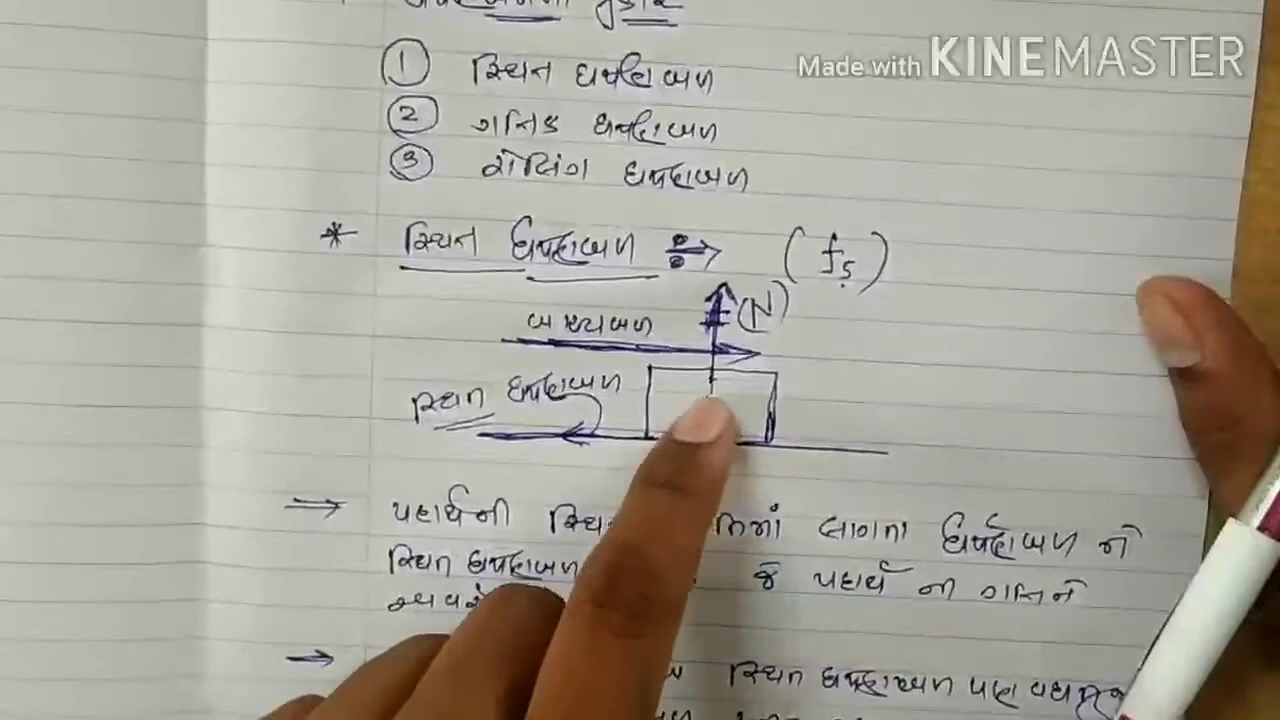 Made with KINEMASTER
① સ્થિત ઘર્ષણબળ
② ગતિક ઘર્ષણબળ
③ રોલિંગ ઘર્ષણબળ
* સ્થિત ઘર્ષણબળ ÷→ (fs)
(N)
બાહ્યબળ
સ્થિત ઘર્ષણબળ
→ પદાર્થની લાગતા ઘર્ષણબળ ને
સ્થિત ઘર્ષણબળ જે પદાર્થ ની ગતિને
→ સ્થિત ઘર્ષણબળ પણ